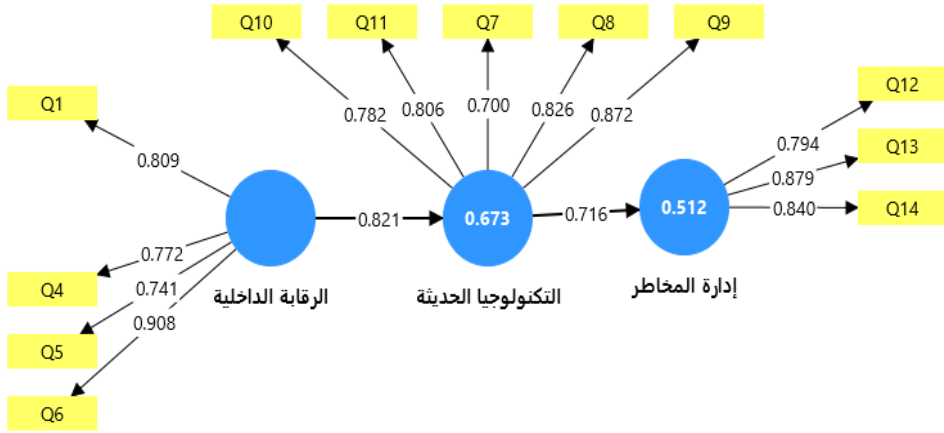 Q10
Q11
Q7
Q8
Q9
Q12
Q1
0.782
0.806
0.700
0.826
0.872
0.794
Q13
0.809
0.879
Q14
0.673
0.512
0.840
0.821
0.716
Q4
0.772
الرقابة الداخلية
التكنولوجيا الحديثة
إدارة المخاطر
0.741
Q5
0.908
Q6